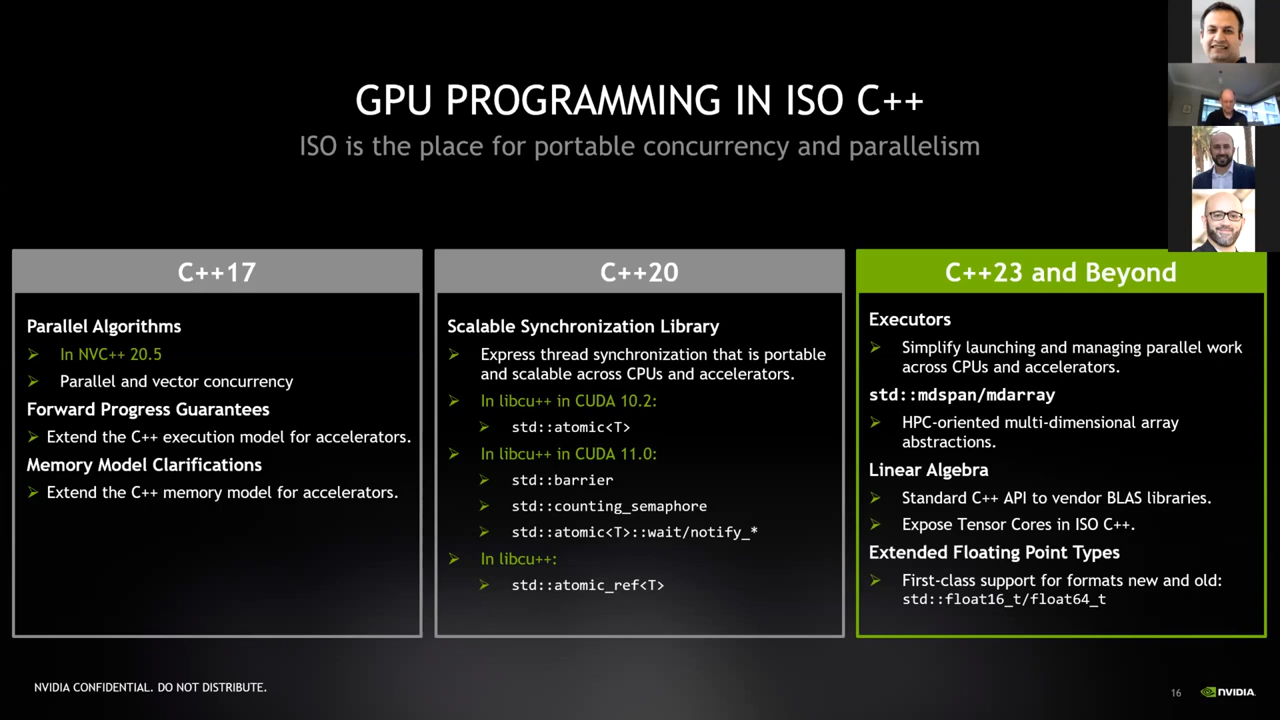 GPU PROGRAMMING IN ISO C++
ISO is the place for portable concurrency and parallelism
C++17
Parallel Algorithms
➢ In NVC++ 20.5
➢ Parallel and vector concurrency
Forward Progress Guarantees
➢ Extend the C++ execution model for accelerators.
Memory Model Clarifications
➢ Extend the C++ memory model for accelerators.
C++20
Scalable Synchronization Library
➢ Express thread synchronization that is portable
and scalable across CPUs and accelerators.
➢ In libcu++ in CUDA 10.2:
➢ std::atomic<T>
➢ In libcu++ in CUDA 11.0:
➢ std::barrier
➢ std::counting_semaphore
➢ std::atomic<T>::wait/notify_*
➢ In libcu++:
➢ std::atomic_ref<T>
C++23 and Beyond
Executors
➢ Simplify launching and managing parallel work
across CPUs and accelerators.
std::mdspan/mdarray
➢ HPC-oriented multi-dimensional array
abstractions.
Linear Algebra
➢ Standard C++ API to vendor BLAS libraries.
➢ Expose Tensor Cores in ISO C++.
Extended Floating Point Types
➢ First-class support for formats new and old:
std::float16_t/float64_t
NVIDIA CONFIDENTIAL. DO NOT DISTRIBUTE.
16
NVIDIA.